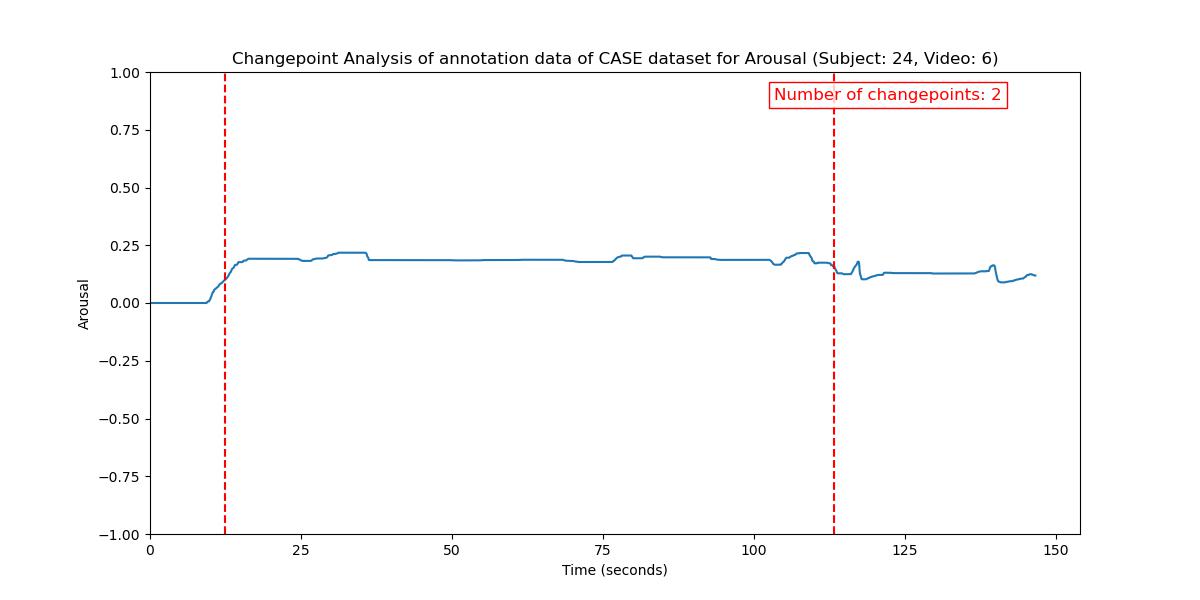 Changepoint Analysis of annotation data of CASE dataset for Arousal (Subject: 24, Video: 6)
Number of changepoints: 2
1.00
0.75
0.50
0.25
0.00
−0.25
−0.50
−0.75
−1.00
Arousal
0 25 50 75 100 125 150
Time (seconds)